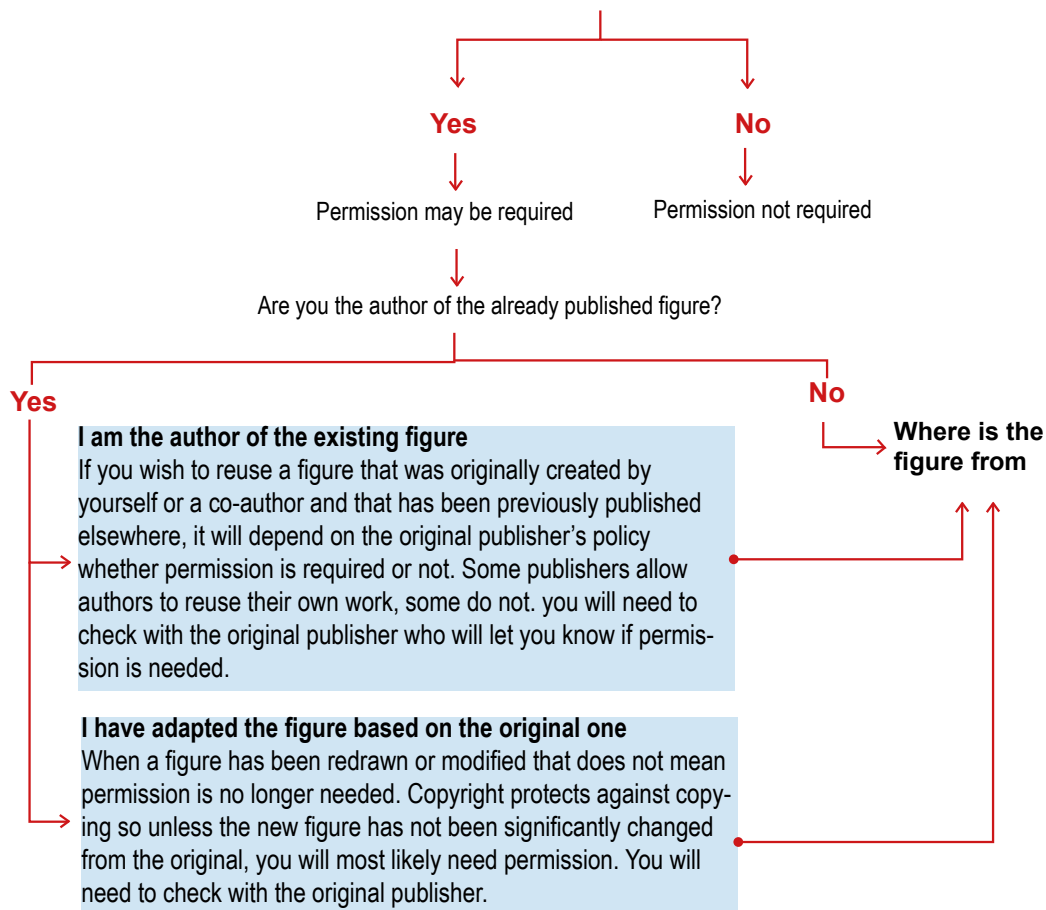 Yes
No
Permission may be required
Permission not required
Are you the author of the already published figure?
Yes
No
Where is the
figure from
I am the author of the existing figure
If you wish to reuse a figure that was originally created by
yourself or a co-author and that has been previously published
elsewhere, it will depend on the original publisher’s policy
whether permission is required or not. Some publishers allow
authors to reuse their own work, some do not. you will need to
check with the original publisher who will let you know if permis-
sion is needed.
I have adapted the figure based on the original one
When a figure has been redrawn or modified that does not mean
permission is no longer needed. Copyright protects against copy-
ing so unless the new figure has not been significantly changed
from the original, you will most likely need permission. You will
need to check with the original publisher.